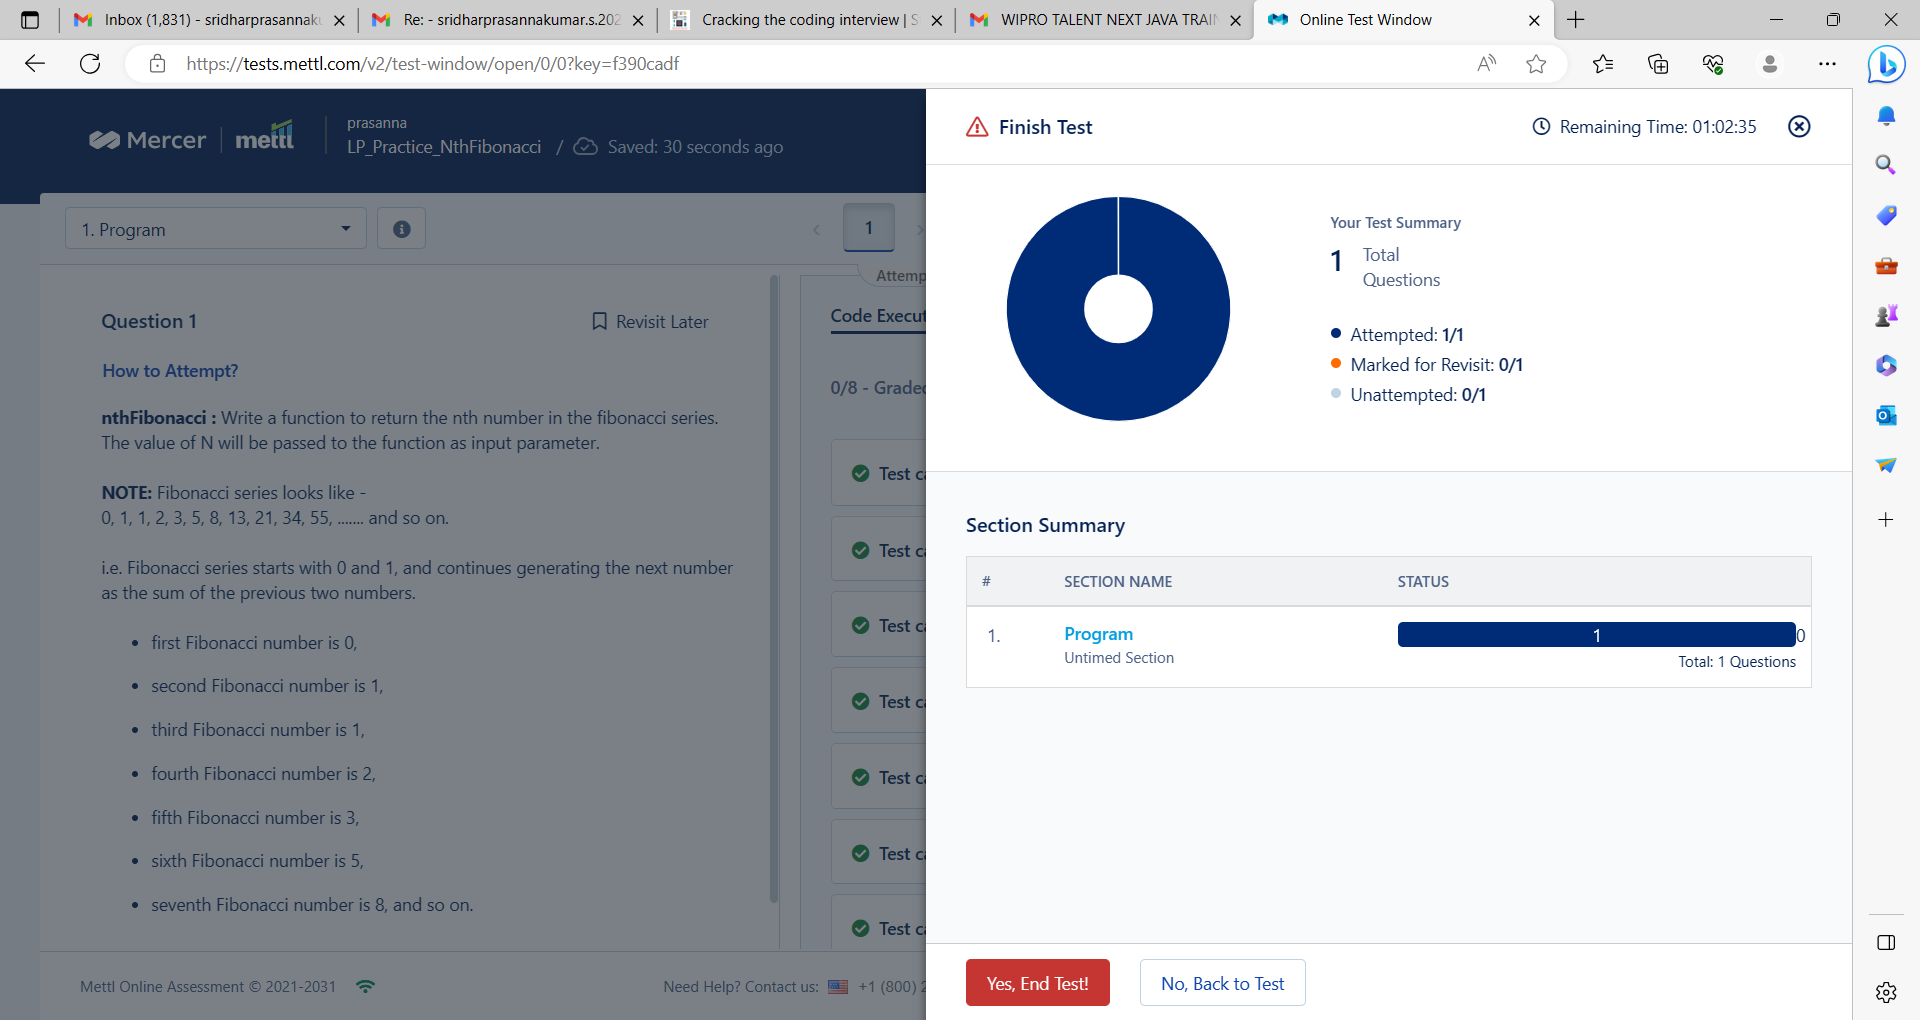 Inbox (1,831) - sridharprasannak
Re: - sridharprasannakumar.s.202
Cracking the coding interview | S
WIPRO TALENT NEXT JAVA TRAIN
Online Test Window
https://tests.mettl.com/v2/test-window/open/0/0?key=f390cadf
Mercer
mettl
prasanna
LP_Practice_NthFibonacci / Saved: 30 seconds ago
1. Program
1
Attemp
Question 1
Revisit Later
Code Execut
How to Attempt?
0/8 - Graded
nthFibonacci : Write a function to return the nth number in the fibonacci series.
The value of N will be passed to the function as input parameter.
NOTE: Fibonacci series looks like -
0, 1, 1, 2, 3, 5, 8, 13, 21, 34, 55, ....... and so on.
i.e. Fibonacci series starts with 0 and 1, and continues generating the next number
as the sum of the previous two numbers.
• first Fibonacci number is 0,
• second Fibonacci number is 1,
• third Fibonacci number is 1,
• fourth Fibonacci number is 2,
• fifth Fibonacci number is 3,
• sixth Fibonacci number is 5,
• seventh Fibonacci number is 8, and so on.
Test ca
Test ca
Test ca
Test ca
Test ca
Test ca
Test ca
Mettl Online Assessment © 2021-2031
Need Help? Contact us: +1 (800) 2
Finish Test
Remaining Time: 01:02:35
Your Test Summary
1 Total
Questions
• Attempted: 1/1
• Marked for Revisit: 0/1
• Unattempted: 0/1
Section Summary
# SECTION NAME STATUS
1. Program 1 0
Untimed Section Total: 1 Questions
Yes, End Test!
No, Back to Test